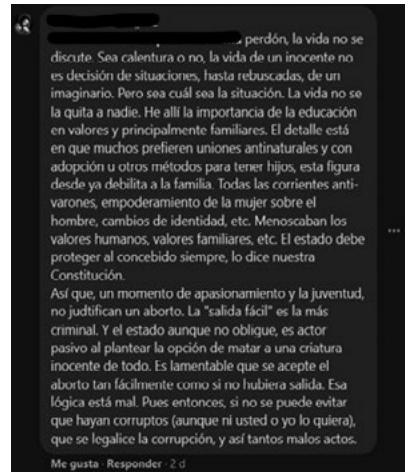 perdón, la vida no se
discute. Sea calentura o no, la vida de un inocente no
es decisión de situaciones, hasta rebuscadas, de un
imaginario. Pero sea cuál sea la situación. La vida no se
la quita a nadie. He allí la importancia de la educación
en valores y principalmente familiares. El detalle está
en que muchos prefieren uniones antinaturales y con
adopción u otros métodos para tener hijos, esta figura
desde ya debilita a la familia. Todas las corrientes anti-
varones, empoderamiento de la mujer sobre el
hombre, cambios de identidad, etc. Menoscaban los
valores humanos, valores familiares, etc. El estado debe
proteger al concebido siempre, lo dice nuestra
Constitución.
Así que, un momento de apasionamiento y la juventud,
no judtifican un aborto. La "salida fácil" es la más
criminal. Y el estado aunque no obligue, es actor
pasivo al plantear la opción de matar a una criatura
inocente de todo. Es lamentable que se acepte el
aborto tan fácilmente como si no hubiera salida. Esa
lógica está mal. Pues entonces, si no se puede evitar
que hayan corruptos (aunque ni usted o yo lo quiera),
que se legalice la corrupción, y así tantos malos actos.
Me gusta · Responder · 2 d